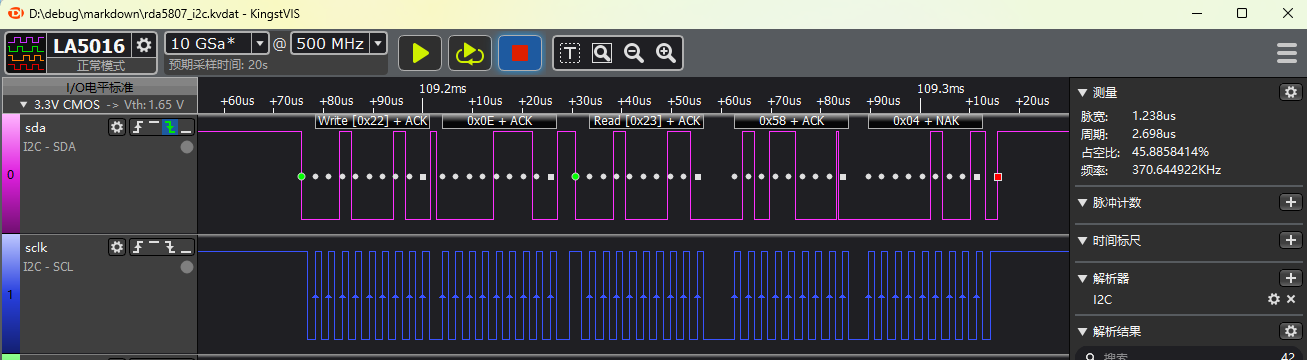 D:\debug\markdown\rda5807_i2c.kvdat - KingstVIS
LA5016
正常模式
10 GSa* @ 500 MHz
预期采样时间: 20s
T
I/O电平标准
3.3V CMOS -> Vth: 1.65 V
109.2ms 109.3ms
+60us +70us +80us +90us +10us +20us +30us +40us +50us +60us +70us +80us +90us +10us +20us
Write [0x22] + ACK 0x0E + ACK Read [0x23] + ACK 0x58 + ACK 0x04 + NAK
0
sda
I2C - SDA
1
sclk
I2C - SCL
测量
脉宽: 1.238us
周期: 2.698us
占空比: 45.8858414%
频率: 370.644922KHz
脉冲计数
时间标尺
解析器
I2C
解析结果
搜索
42